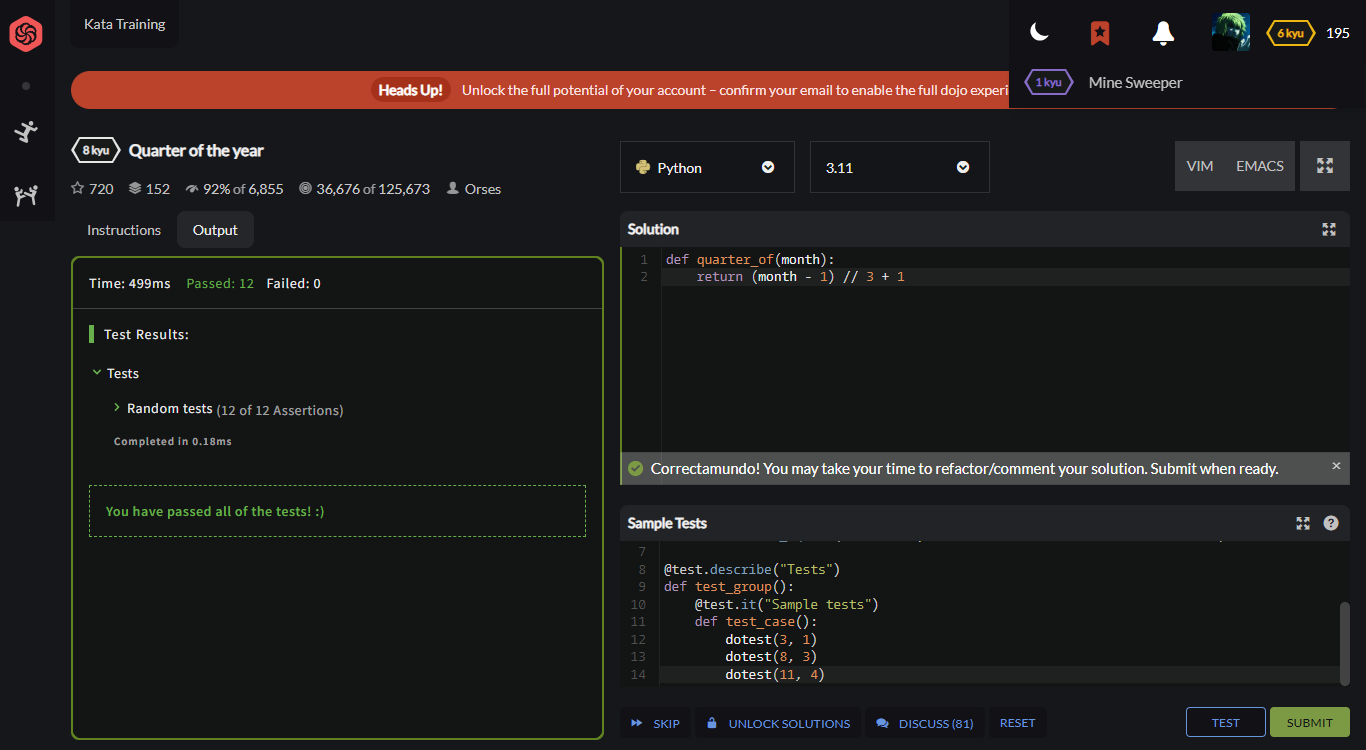 Kata Training
6 kyu 195
1 kyu Mine Sweeper
Heads Up! Unlock the full potential of your account – confirm your email to enable the full dojo experi
8 kyu Quarter of the year
720 152 92% of 6,855 36,676 of 125,673 Orses
Instructions Output
Time: 499ms Passed: 12 Failed: 0
Test Results:
Tests
Random tests (12 of 12 Assertions)
Completed in 0.18ms
You have passed all of the tests! :)
Python 3.11 VIM EMACS
Solution
1 def quarter_of(month):
2 return (month - 1) // 3 + 1
Correctamundo! You may take your time to refactor/comment your solution. Submit when ready. ×
Sample Tests ?
7
8 @test.describe("Tests")
9 def test_group():
10 @test.it("Sample tests")
11 def test_case():
12 dotest(3, 1)
13 dotest(8, 3)
14 dotest(11, 4)
SKIP UNLOCK SOLUTIONS DISCUSS (81) RESET TEST SUBMIT